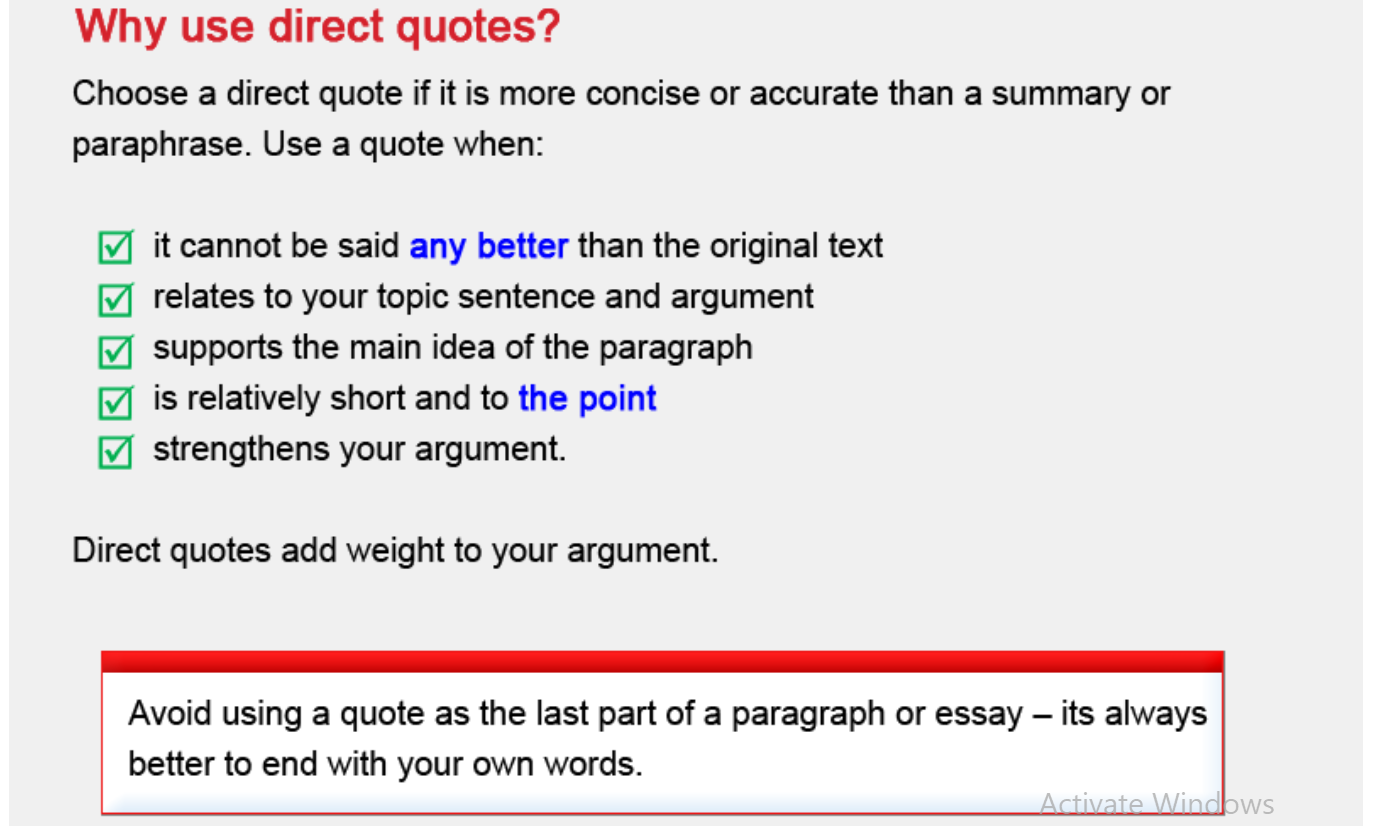 Why use direct quotes?
Choose a direct quote if it is more concise or accurate than a summary or
paraphrase. Use a quote when:
it cannot be said any better than the original text
relates to your topic sentence and argument
supports the main idea of the paragraph
is relatively short and to the point
strengthens your argument.
Direct quotes add weight to your argument.
Avoid using a quote as the last part of a paragraph or essay – its always
better to end with your own words.
Activate Windows